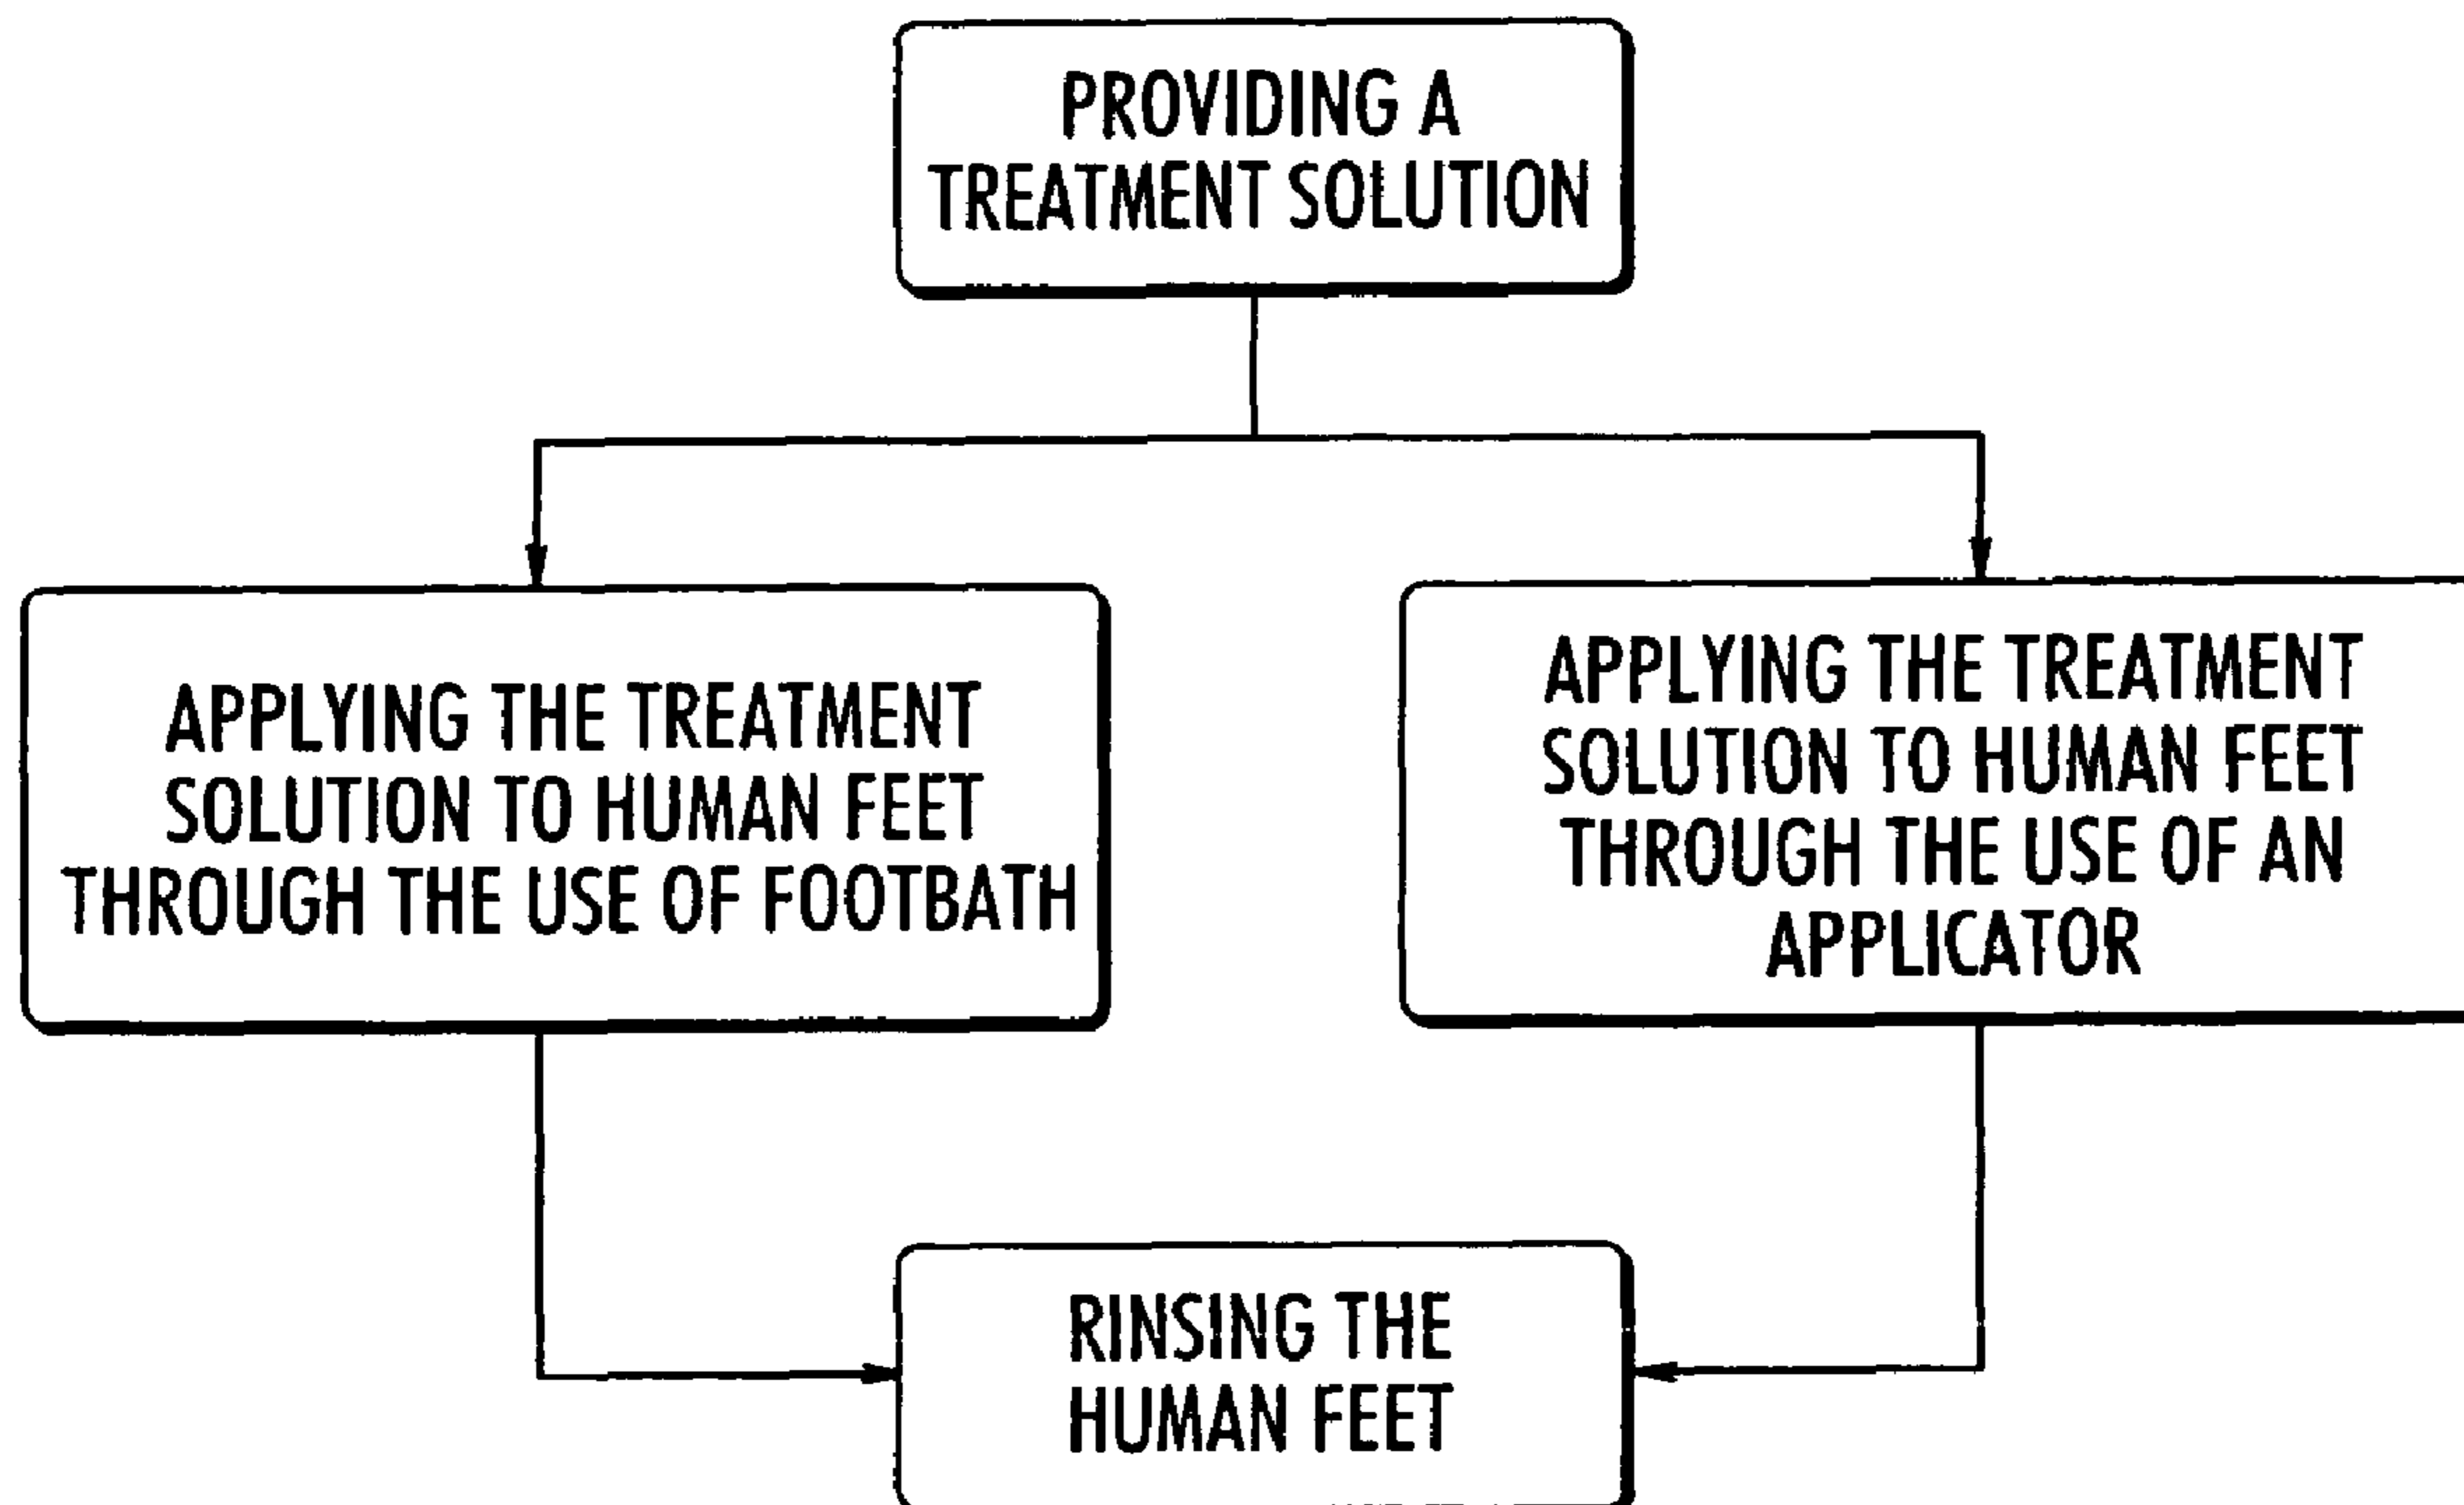 PROVIDING A
TREATMENT SOLUTION
APPLYING THE TREATMENT
SOLUTION TO HUMAN FEET
THROUGH THE USE OF FOOTBATH
APPLYING THE TREATMENT
SOLUTION TO HUMAN FEET
THROUGH THE USE OF AN
APPLICATOR
RINSING THE
HUMAN FEET